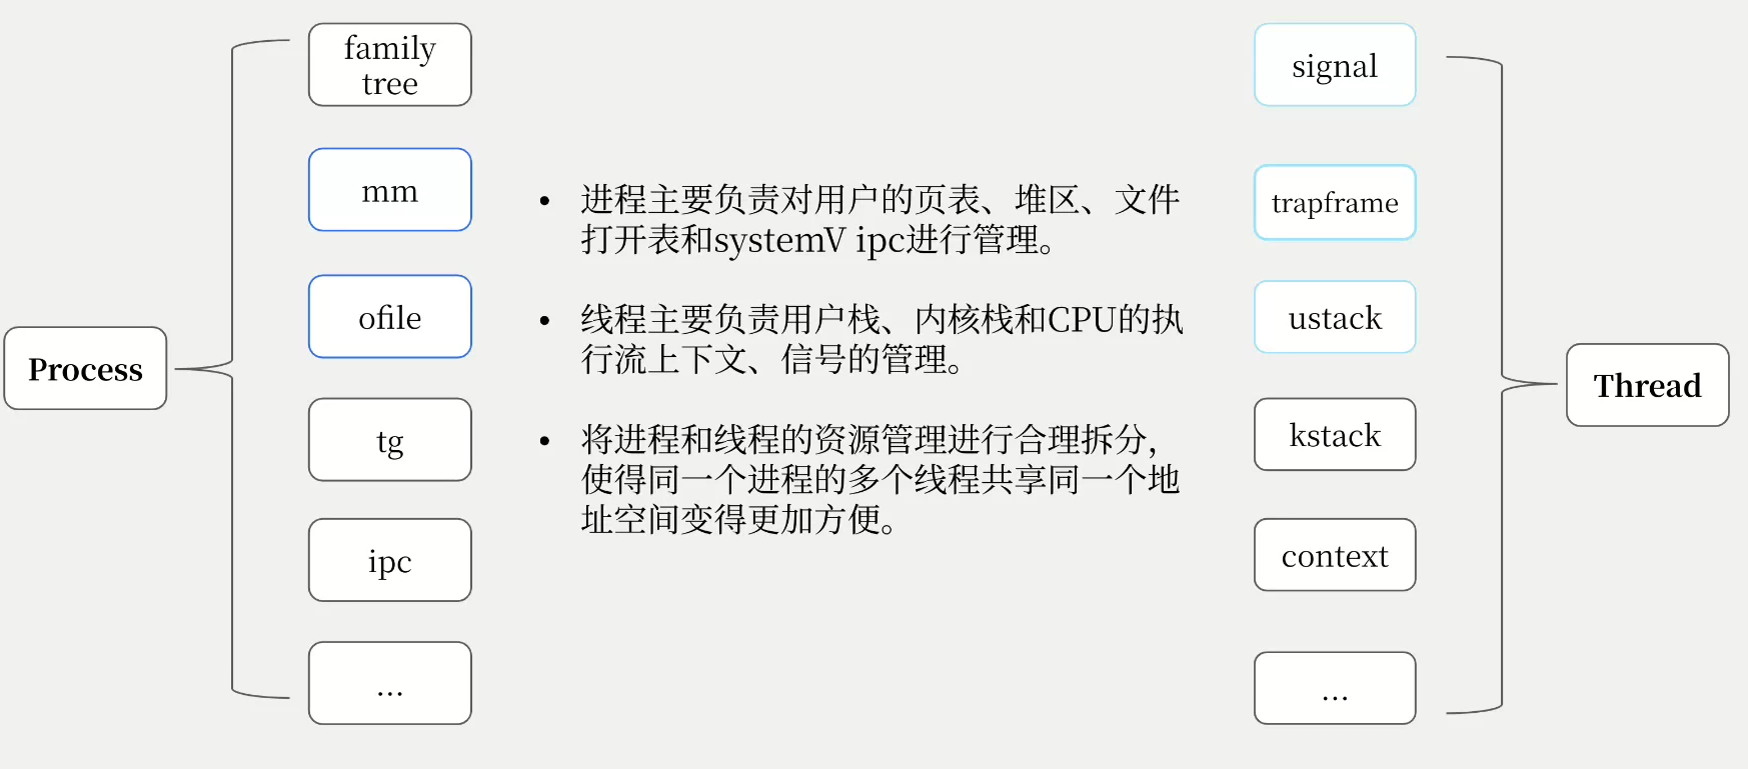 Process
family
tree
mm
ofile
tg
ipc
...
• 进程主要负责对用户的页表、堆区、文件
打开表和systemV ipc进行管理。
• 线程主要负责用户栈、内核栈和CPU的执
行流上下文、信号的管理。
• 将进程和线程的资源管理进行合理拆分，
使得同一个进程的多个线程共享同一个地
址空间变得更加方便。
signal
trapframe
ustack
kstack
context
...
Thread